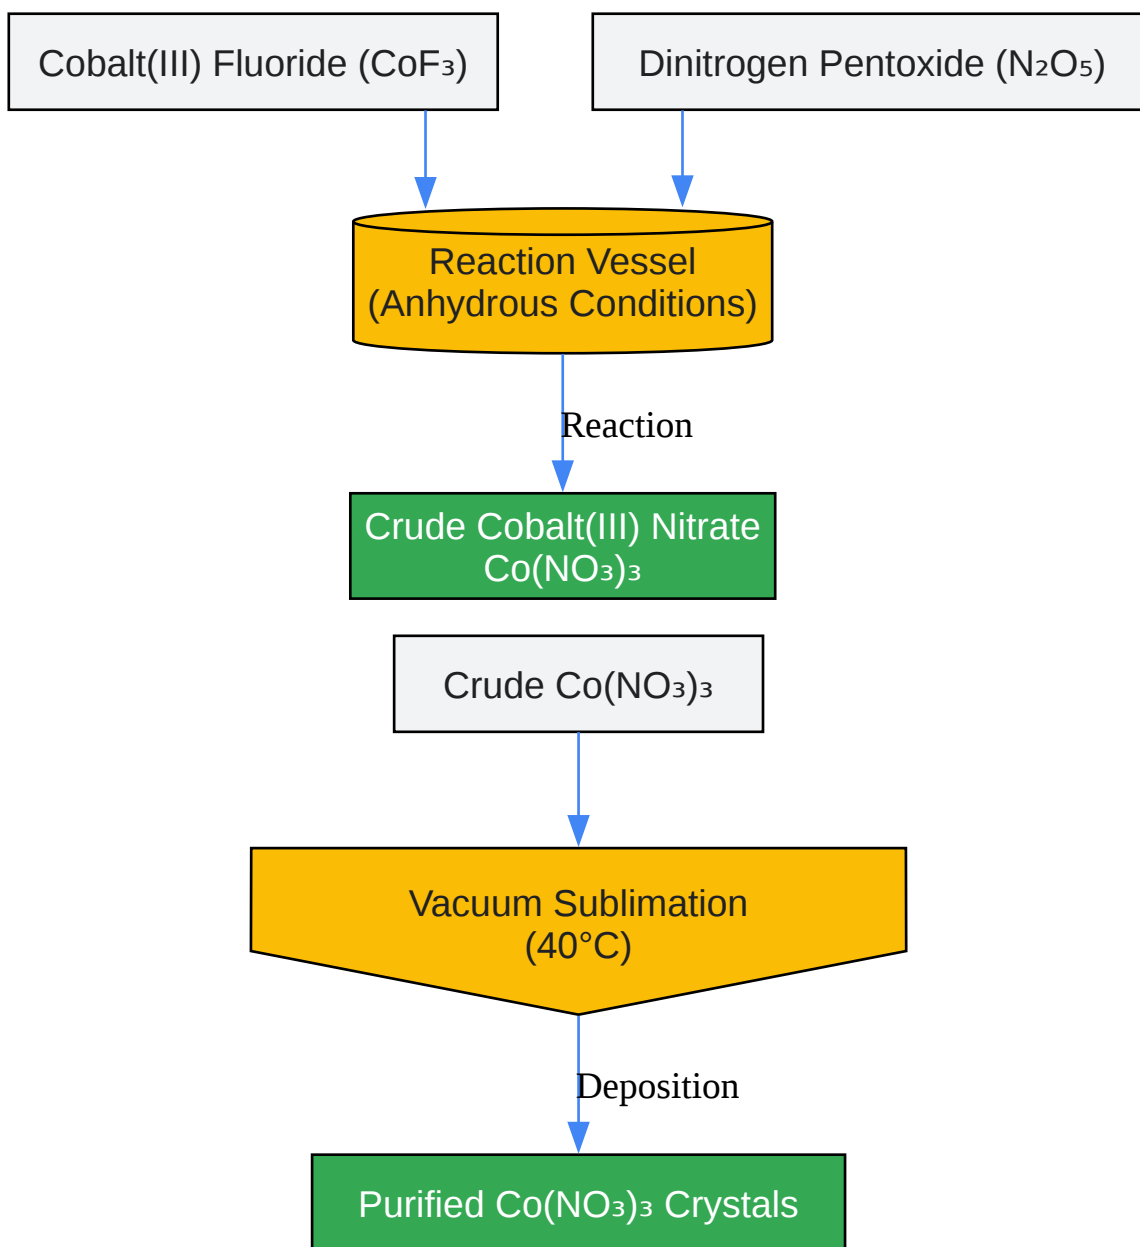 Cobalt(III) Fluoride (CoF₃)
Dinitrogen Pentoxide (N₂O₅)
Reaction Vessel
(Anhydrous Conditions)
Reaction
Crude Cobalt(III) Nitrate
Co(NO₃)₃
Crude Co(NO₃)₃
Vacuum Sublimation
(40°C)
Deposition
Purified Co(NO₃)₃ Crystals